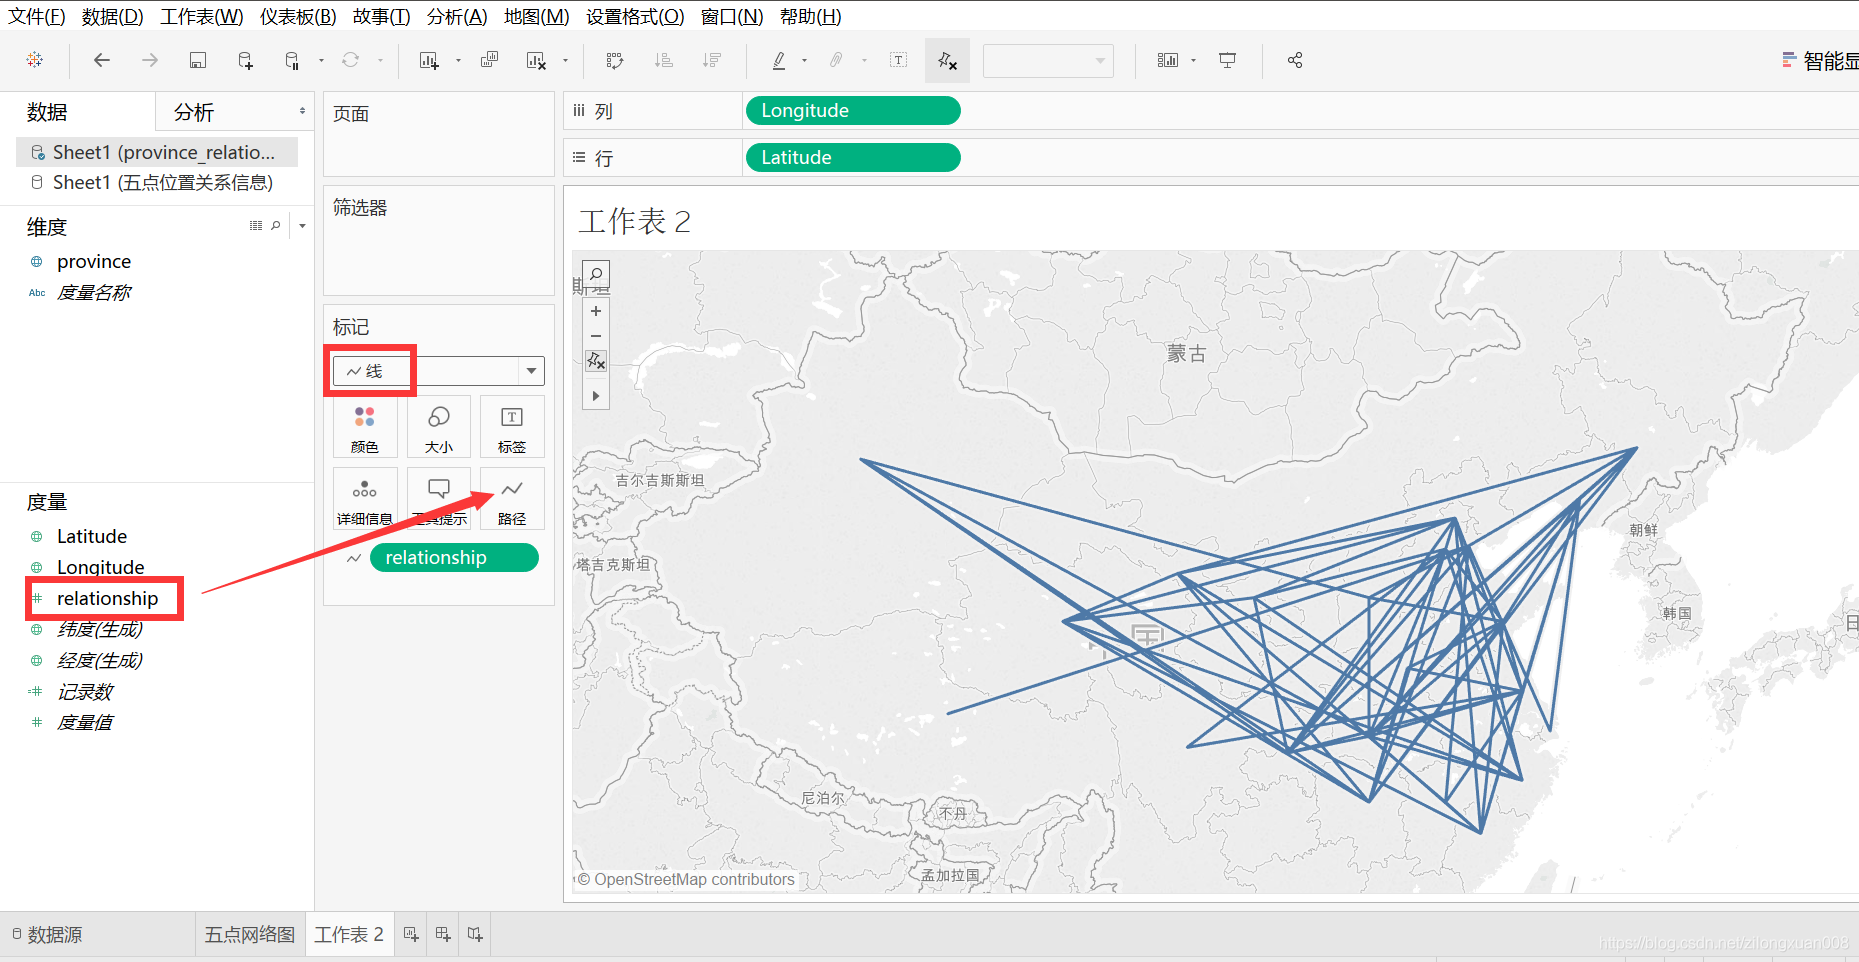 文件(F) 数据(D) 工作表(W) 仪表板(B) 故事(T) 分析(A) 地图(M) 设置格式(O) 窗口(N) 帮助(H)
智能显
数据 分析
Sheet1 (province_relatio...
Sheet1 (五点位置关系信息)
维度
province
Abc 度量名称
度量
Latitude
Longitude
relationship
纬度(生成)
经度(生成)
记录数
度量值
页面
筛选器
标记
线
颜色 大小 标签
详细信息 工具提示 路径
relationship
列 Longitude
行 Latitude
工作表 2
斯坦
蒙古
吉尔吉斯斯坦
塔吉克斯坦
朝鲜
韩国
日
尼泊尔
不丹
孟加拉国
© OpenStreetMap contributors
数据源 五点网络图 工作表 2
https://blog.csdn.net/zilongxuan008